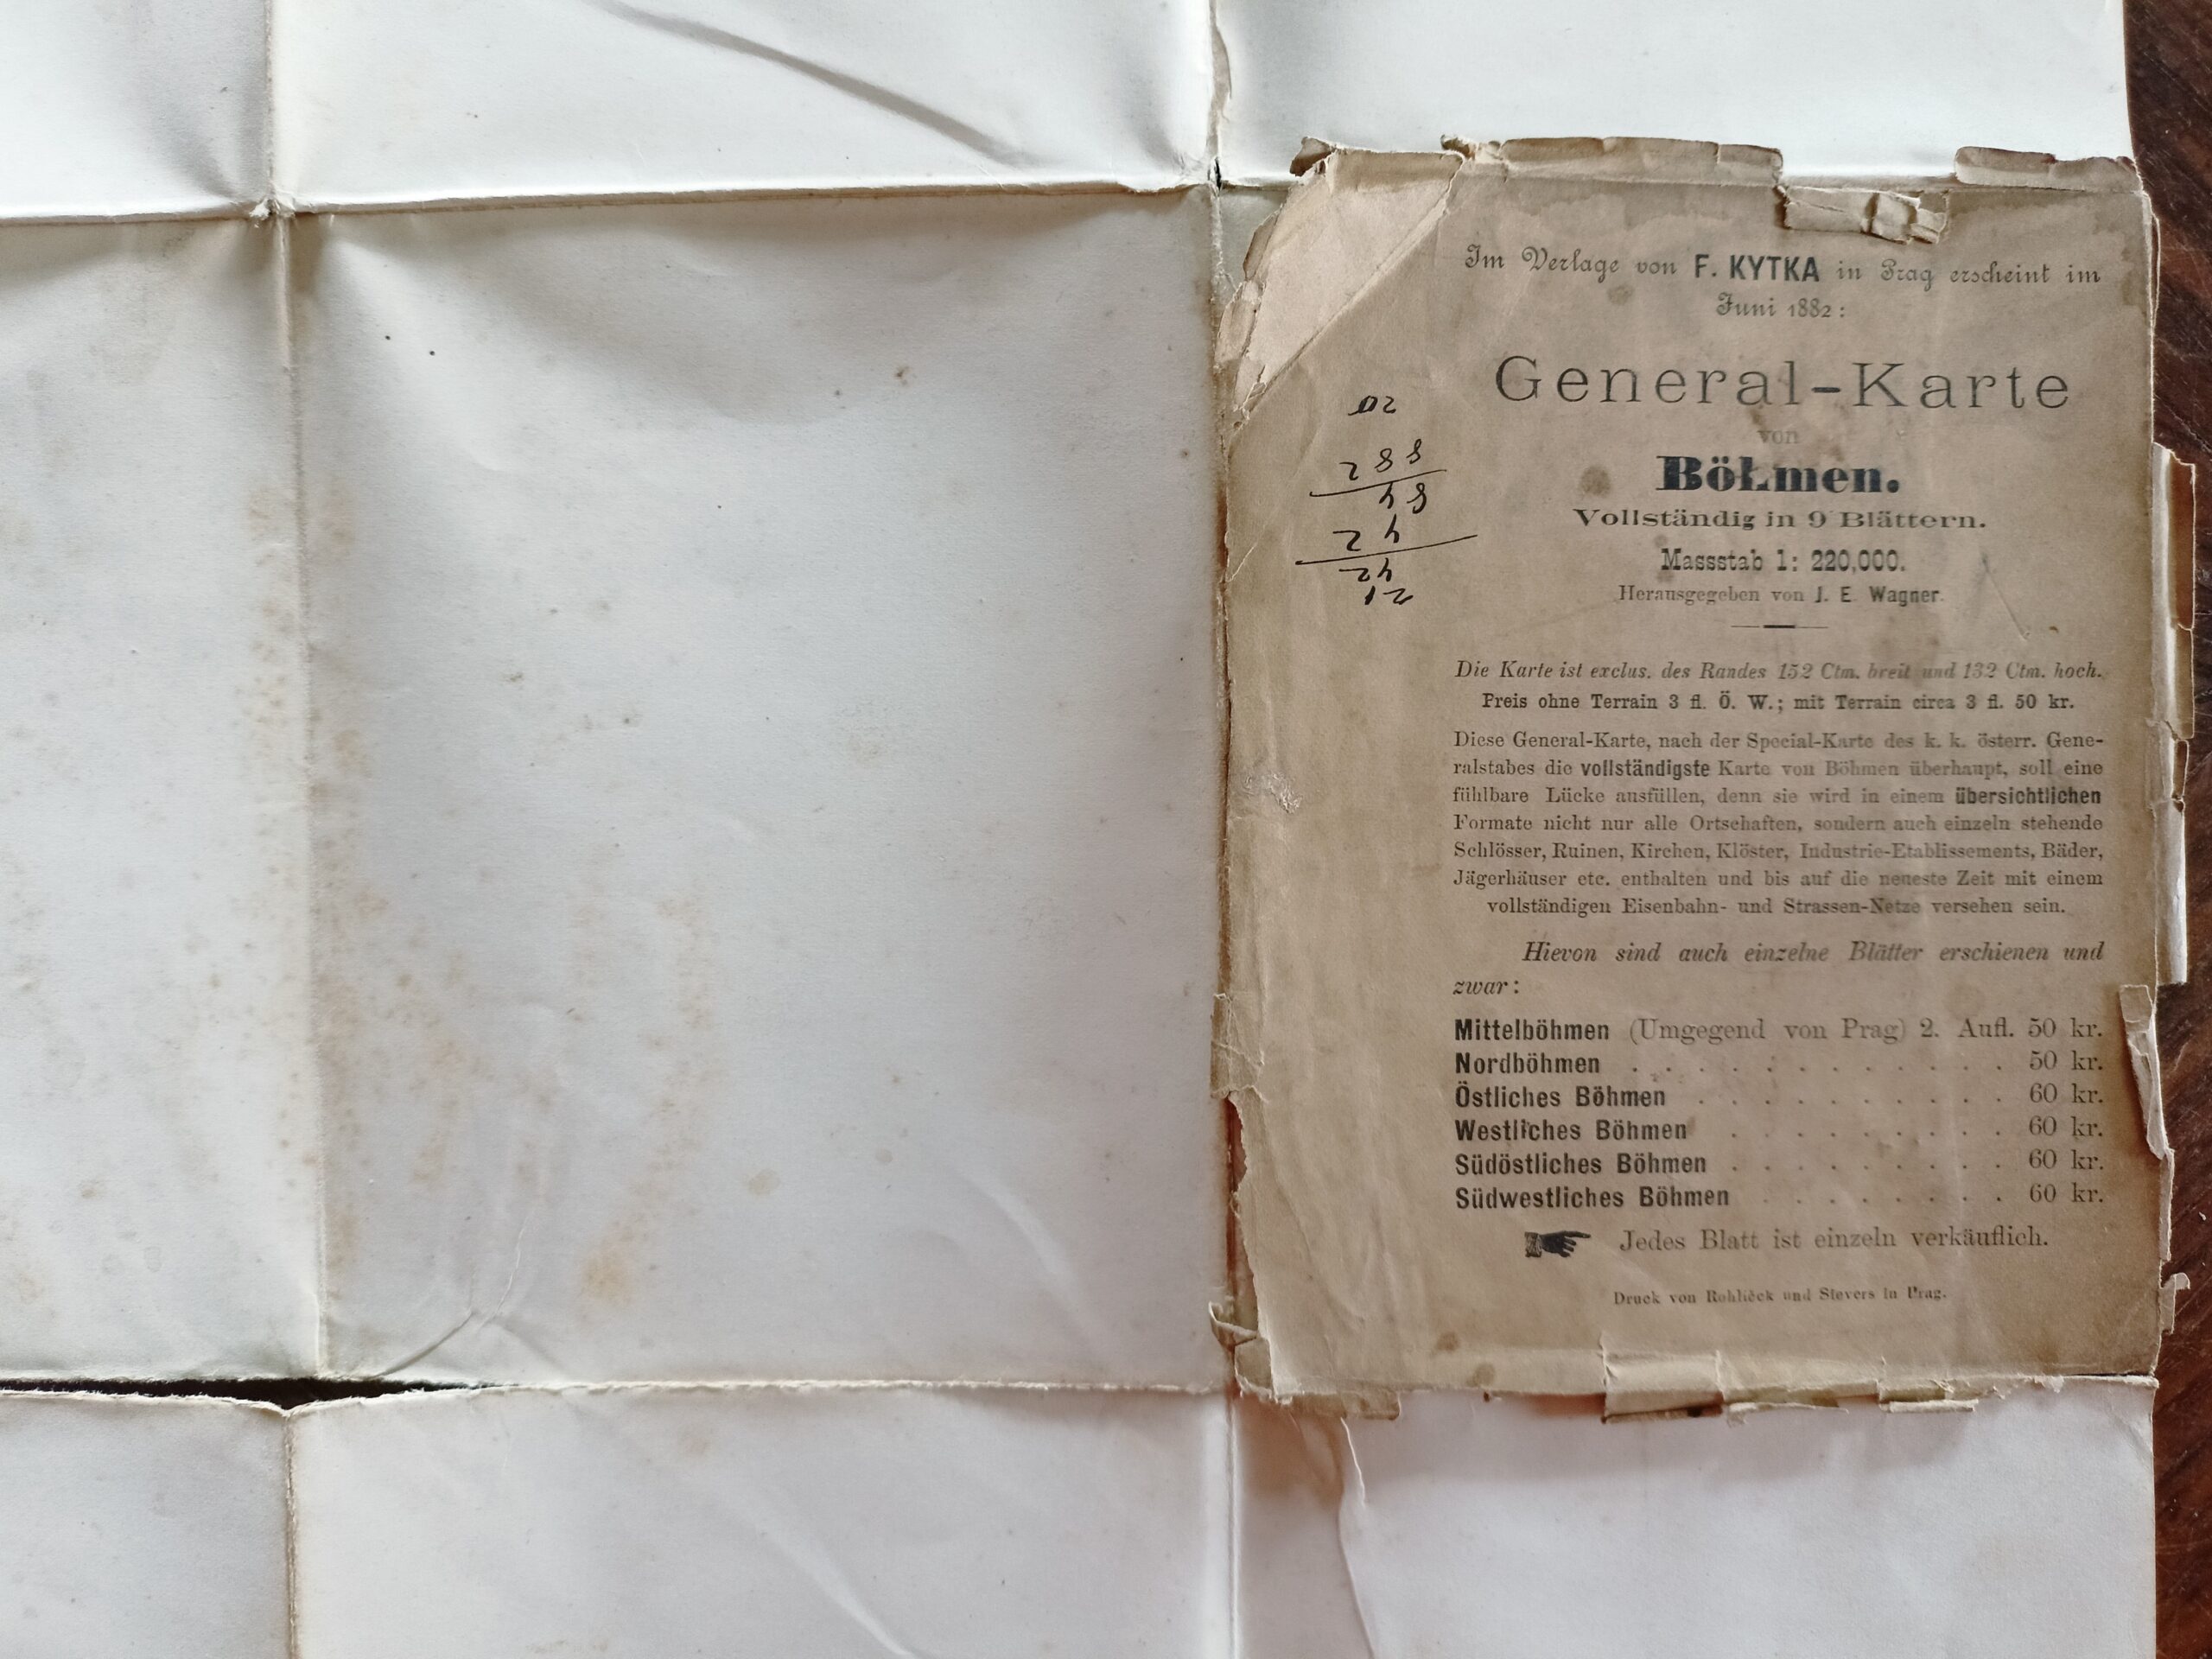 Im Verlage von F. KYTKA in Prag erscheint im
Juni 1882:
General-Karte
von
Böhmen.
Vollständig in 9 Blättern.
Massstab 1: 220,000.
Herausgegeben von J. E. Wagner.
Die Karte ist exclus. des Randes 152 Ctm. breit und 132 Ctm. hoch.
Preis ohne Terrain 3 fl. Ö. W.; mit Terrain circa 3 fl. 50 kr.
Diese General-Karte, nach der Special-Karte des k. k. österr. Gene-
ralstabes die vollständigste Karte von Böhmen überhaupt, soll eine
fühlbare Lücke ausfüllen, denn sie wird in einem übersichtlichen
Formate nicht nur alle Ortschaften, sondern auch einzeln stehende
Schlösser, Ruinen, Kirchen, Klöster, Industrie-Etablissements, Bäder,
Jägerhäuser etc. enthalten und bis auf die neueste Zeit mit einem
vollständigen Eisenbahn- und Strassen-Netze versehen sein.
Hievon sind auch einzelne Blätter erschienen und
zwar:
Mittelböhmen (Umgegend von Prag) 2. Aufl. 50 kr.
Nordböhmen . . . . . . . . . . . . 50 kr.
Östliches Böhmen . . . . . . . . . . 60 kr.
Westliches Böhmen . . . . . . . . . 60 kr.
Südöstliches Böhmen . . . . . . . . . 60 kr.
Südwestliches Böhmen . . . . . . . . 60 kr.
Jedes Blatt ist einzeln verkäuflich.
Druck von Rohliček und Sievers in Prag.